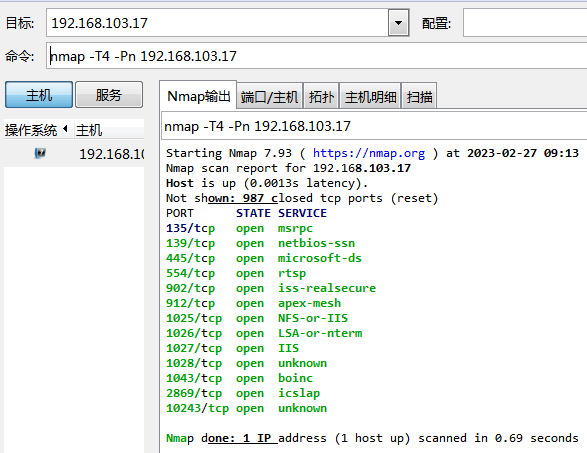 目标: 192.168.103.17 配置:
命令: nmap -T4 -Pn 192.168.103.17
主机 服务
Nmap输出 端口/主机 拓扑 主机明细 扫描
操作系统 主机
192.168.10
nmap -T4 -Pn 192.168.103.17
Starting Nmap 7.93 ( https://nmap.org ) at 2023-02-27 09:13
Nmap scan report for 192.168.103.17
Host is up (0.0013s latency).
Not shown: 987 closed tcp ports (reset)
PORT STATE SERVICE
135/tcp open msrpc
139/tcp open netbios-ssn
445/tcp open microsoft-ds
554/tcp open rtsp
902/tcp open iss-realsecure
912/tcp open apex-mesh
1025/tcp open NFS-or-IIS
1026/tcp open LSA-or-nterm
1027/tcp open IIS
1028/tcp open unknown
1043/tcp open boinc
2869/tcp open icslap
10243/tcp open unknown
Nmap done: 1 IP address (1 host up) scanned in 0.69 seconds